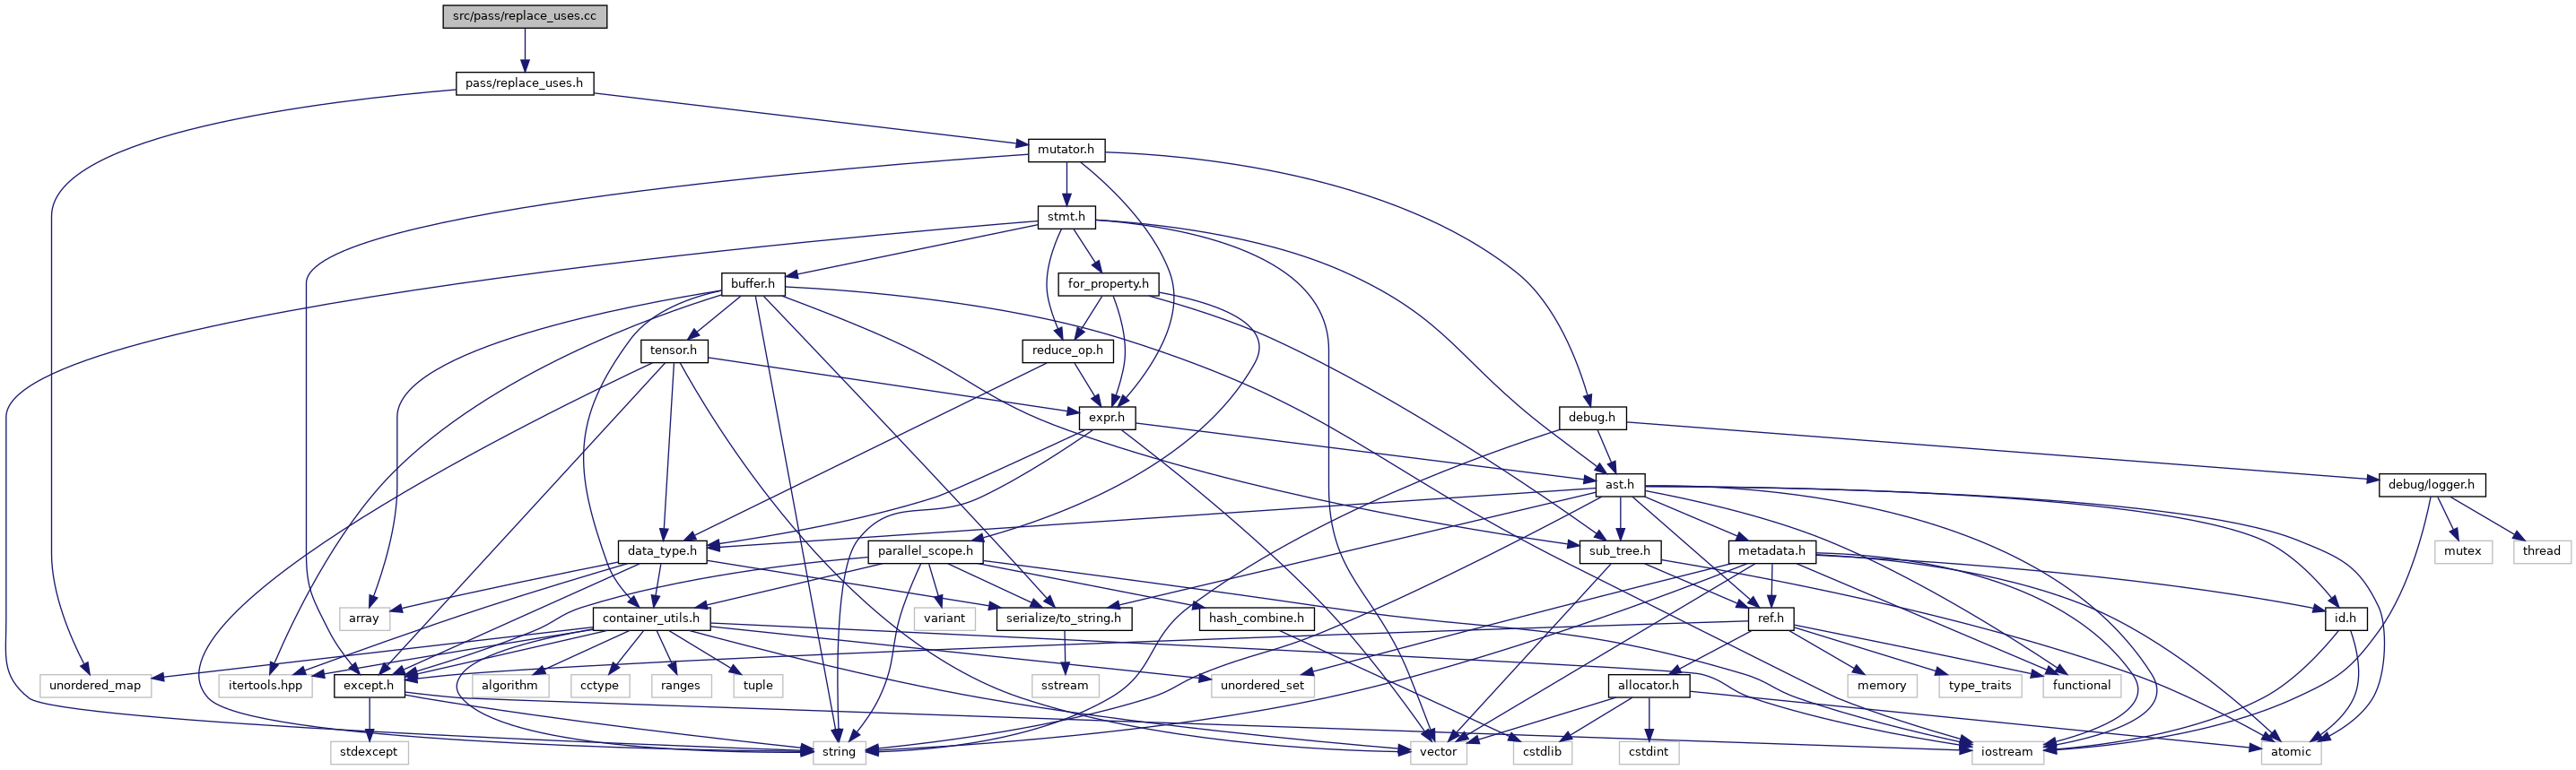 src/pass/replace_uses.cc
pass/replace_uses.h
mutator.h
stmt.h
buffer.h
for_property.h
tensor.h
reduce_op.h
expr.h
debug.h
ast.h
debug/logger.h
data_type.h
parallel_scope.h
sub_tree.h
metadata.h
mutex
thread
array
container_utils.h
variant
serialize/to_string.h
hash_combine.h
ref.h
id.h
unordered_map
itertools.hpp
except.h
algorithm
cctype
ranges
tuple
sstream
unordered_set
allocator.h
memory
type_traits
functional
stdexcept
string
vector
cstdlib
cstdint
iostream
atomic